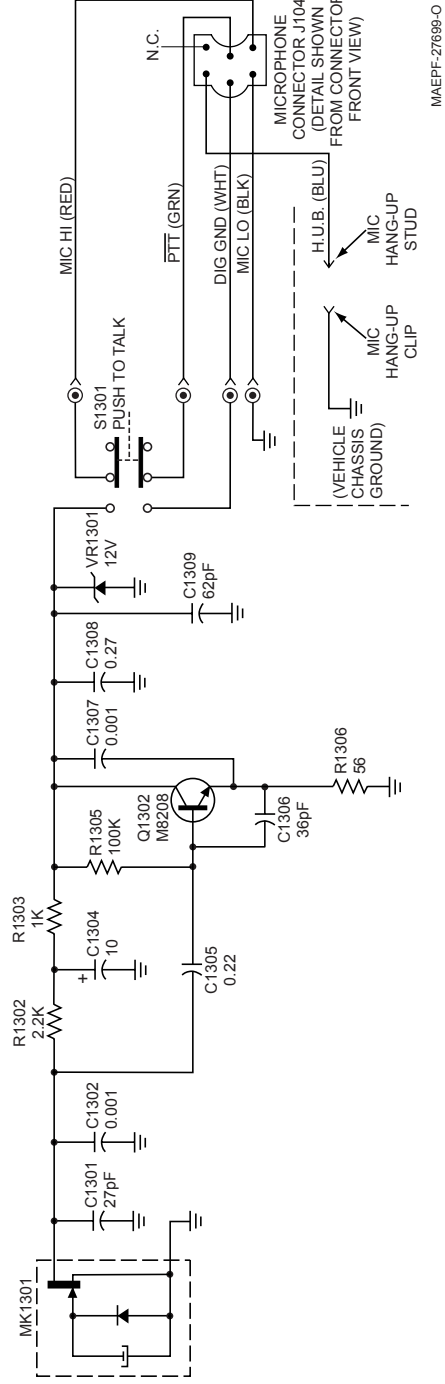 MK1301
C1301
27pF
C1302
0.001
R1302
2.2K
+
C1304
10
R1303
1K
C1305
0.22
R1305
100K
Q1302
M8208
C1306
36pF
R1306
56
C1307
0.001
C1308
0.27
C1309
62pF
VR1301
12V
S1301
PUSH TO TALK
MIC HI (RED)
PTT (GRN)
DIG GND (WHT)
MIC LO (BLK)
H.U.B. (BLU)
N.C.
MICROPHONE
CONNECTOR J104
(DETAIL SHOWN
FROM CONNECTOR
FRONT VIEW)
(VEHICLE
CHASSIS
GROUND)
MIC
HANG-UP
CLIP
MIC
HANG-UP
STUD
MAEPF-27699-O